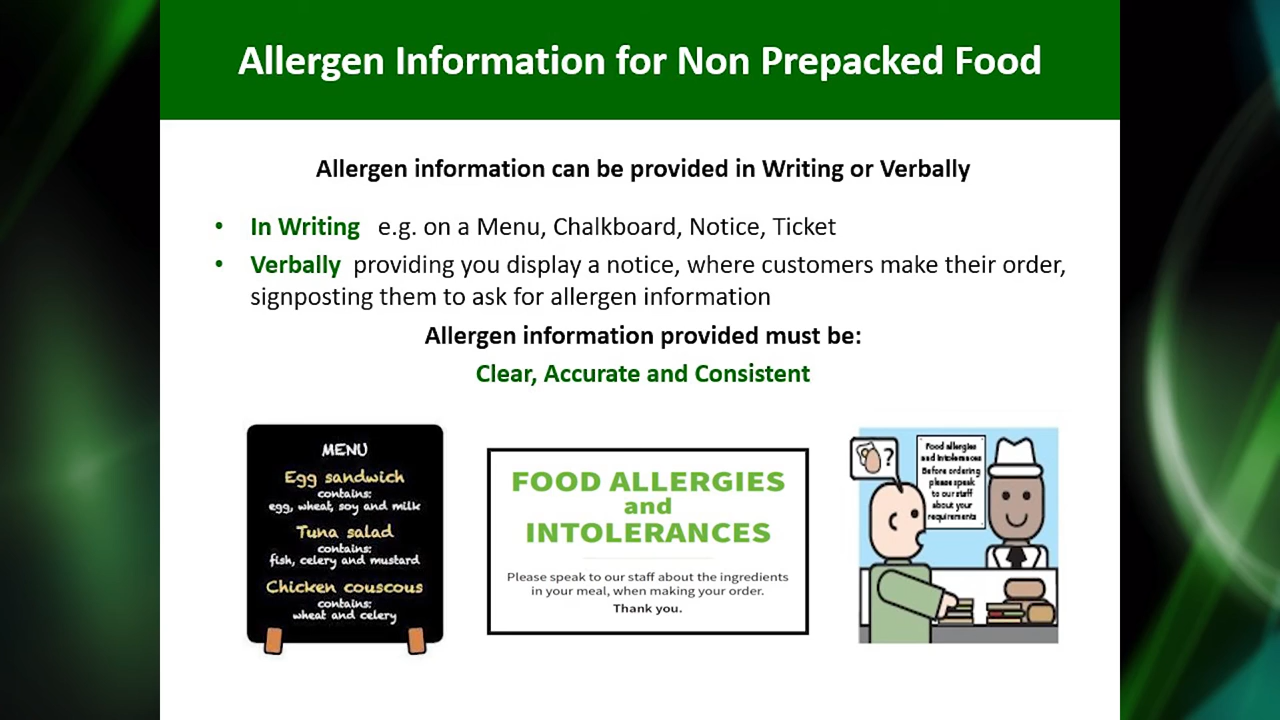 Allergen Information for Non Prepacked Food
Allergen information can be provided in Writing or Verbally
• In Writing e.g. on a Menu, Chalkboard, Notice, Ticket
• Verbally providing you display a notice, where customers make their order,
signposting them to ask for allergen information
Allergen information provided must be:
Clear, Accurate and Consistent
MENU
Egg sandwich
contains:
egg, wheat, soy and milk
Tuna salad
contains:
fish, celery and mustard
Chicken couscous
contains:
wheat and celery
FOOD ALLERGIES
and
INTOLERANCES
Please speak to our staff about the ingredients
in your meal, when making your order.
Thank you.
?
Food allergies
and intolerances
Before ordering
please speak
to our staff
about your
requirements